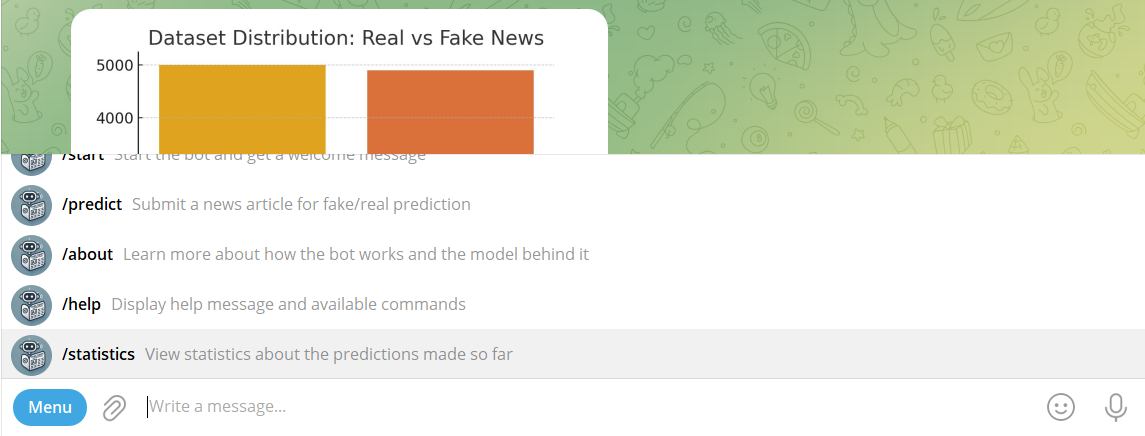 Dataset Distribution: Real vs Fake News
5000
4000
/start Start the bot and get a welcome message
/predict Submit a news article for fake/real prediction
/about Learn more about how the bot works and the model behind it
/help Display help message and available commands
/statistics View statistics about the predictions made so far
Menu Write a message...